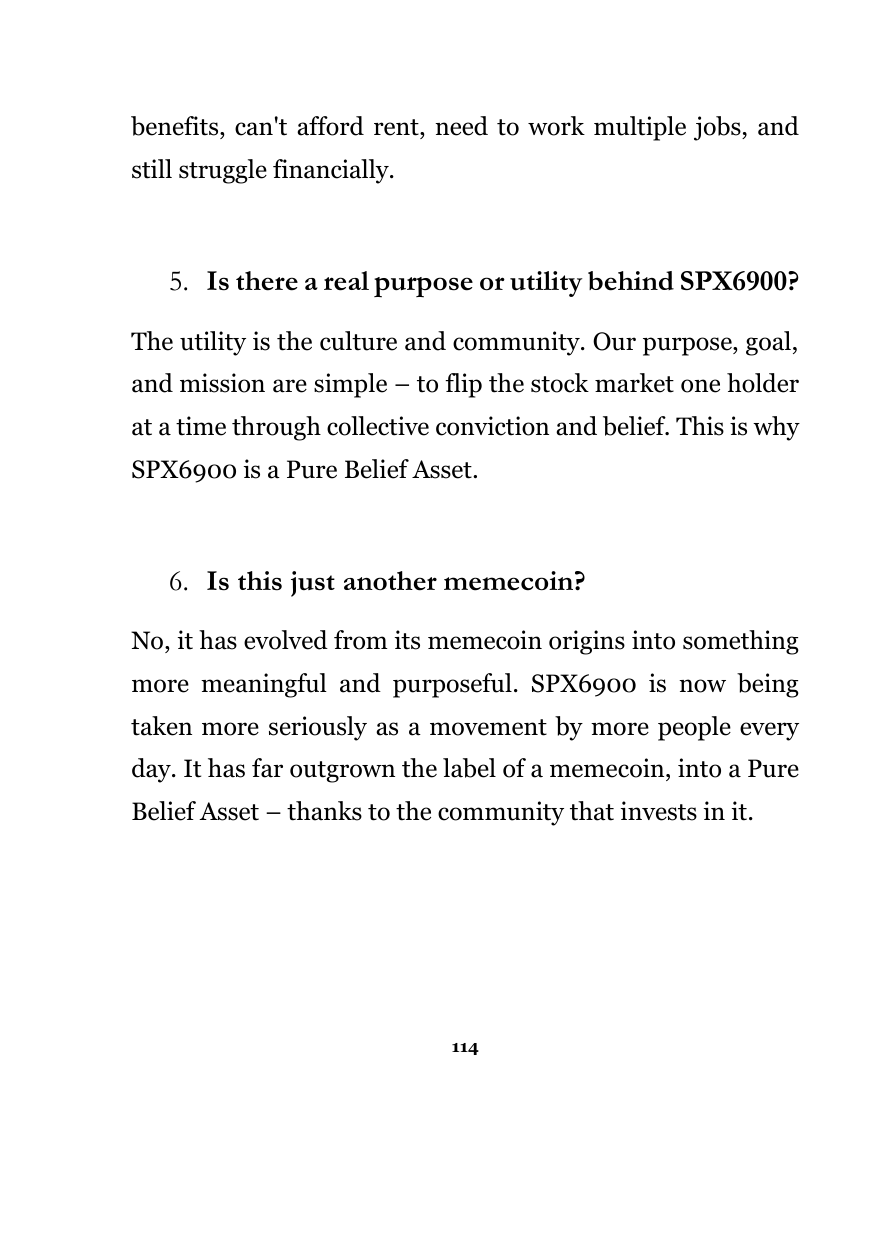 benefits, can't afford rent, need to work multiple jobs, and
still struggle financially.
5. Is there a real purpose or utility behind SPX6900?
The utility is the culture and community. Our purpose, goal,
and mission are simple – to flip the stock market one holder
at a time through collective conviction and belief. This is why
SPX6900 is a Pure Belief Asset.
6. Is this just another memecoin?
No, it has evolved from its memecoin origins into something
more meaningful and purposeful. SPX6900 is now being
taken more seriously as a movement by more people every
day. It has far outgrown the label of a memecoin, into a Pure
Belief Asset – thanks to the community that invests in it.
114